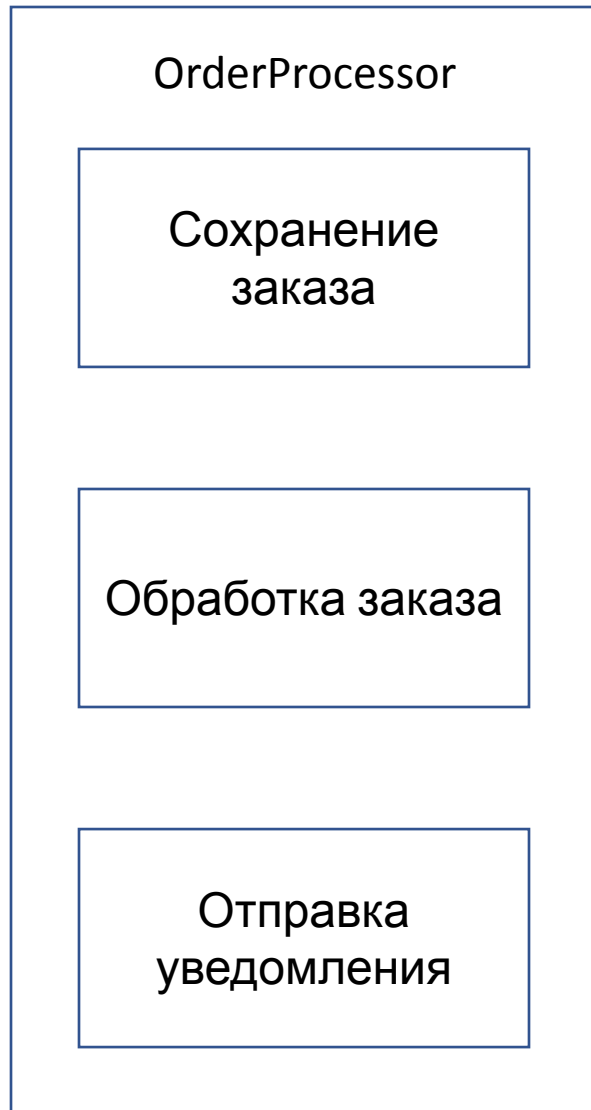 OrderProcessor
Сохранение
заказа
Обработка заказа
Отправка
уведомления